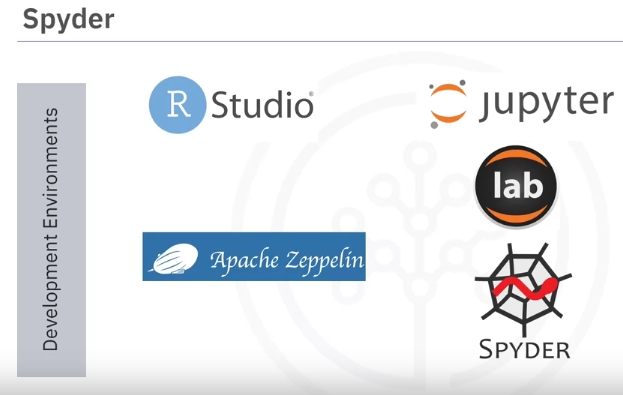 Spyder
Development Environments
R Studio
jupyter
lab
Apache Zeppelin
SPYDER